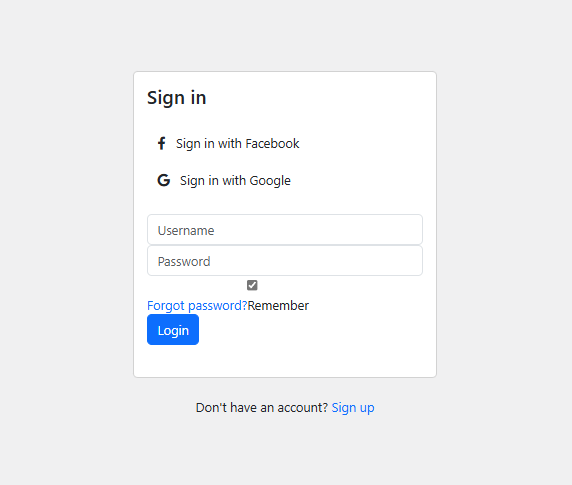 Sign in
Sign in with Facebook
Sign in with Google
Username
Password
Forgot password?Remember
Login
Don't have an account? Sign up